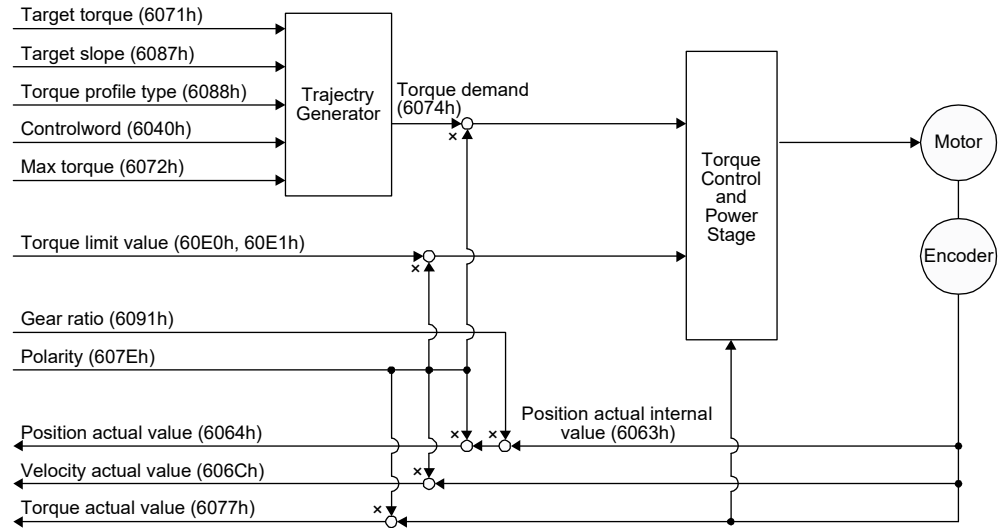 Target torque (6071h)
Target slope (6087h)
Torque profile type (6088h)
Controlword (6040h)
Max torque (6072h)
Trajectry
Generator
Torque demand
(6074h)
×
Torque
Control
and
Power
Stage
Motor
Encoder
Torque limit value (60E0h, 60E1h)
×
Gear ratio (6091h)
Polarity (607Eh)
Position actual internal
value (6063h)
×
×
Position actual value (6064h)
×
Velocity actual value (606Ch)
×
Torque actual value (6077h)